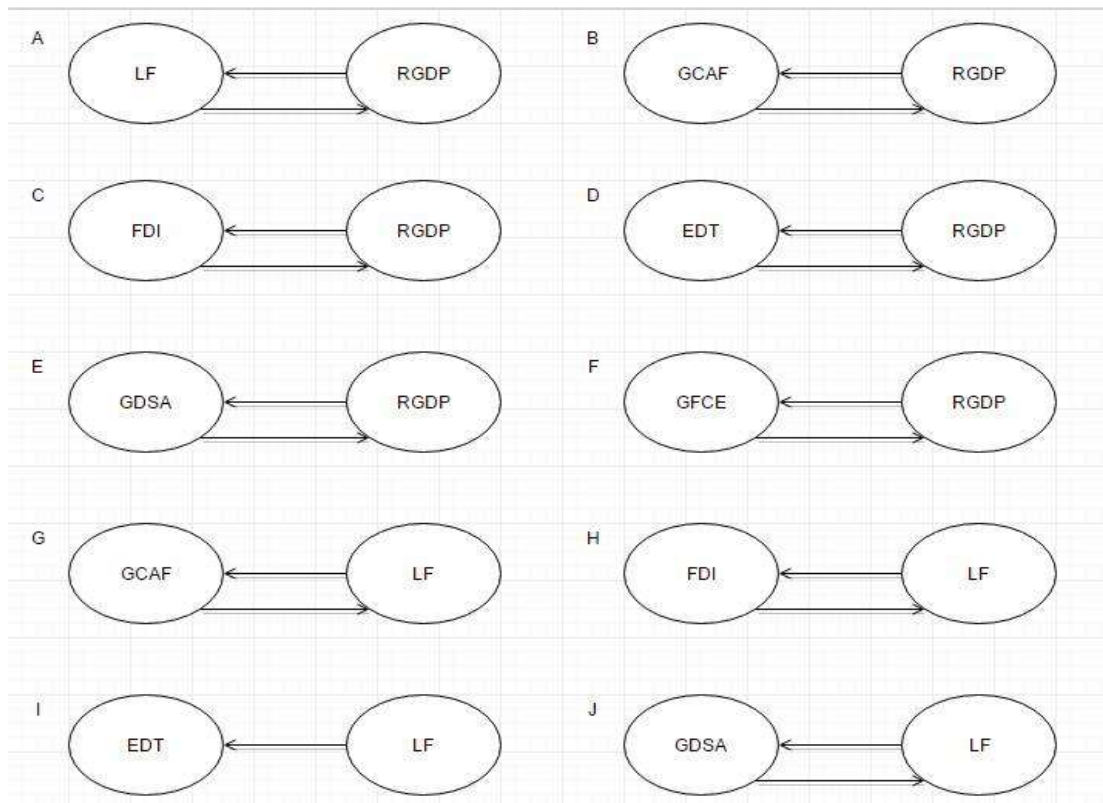 A
LF
RGDP
B
GCAF
RGDP
C
FDI
RGDP
D
EDT
RGDP
E
GDSA
RGDP
F
GFCE
RGDP
G
GCAF
LF
H
FDI
LF
I
EDT
LF
J
GDSA
LF